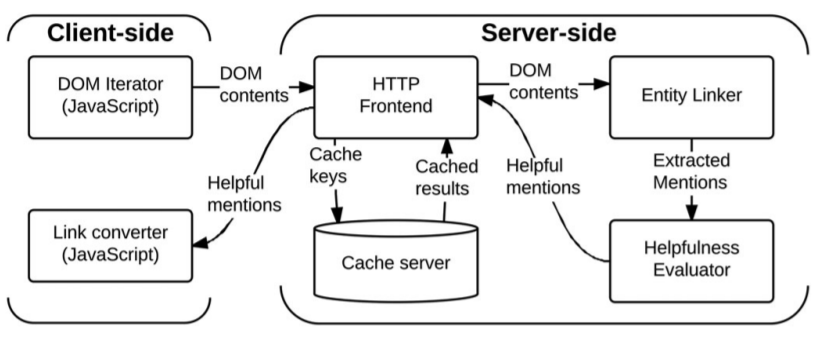 Client-side
Server-side
DOM Iterator
(JavaScript)
DOM
contents
HTTP
Frontend
DOM
contents
Entity Linker
Cache
keys
Cached
results
Helpful
mentions
Extracted
Mentions
Helpful
mentions
Link converter
(JavaScript)
Cache server
Helpfulness
Evaluator